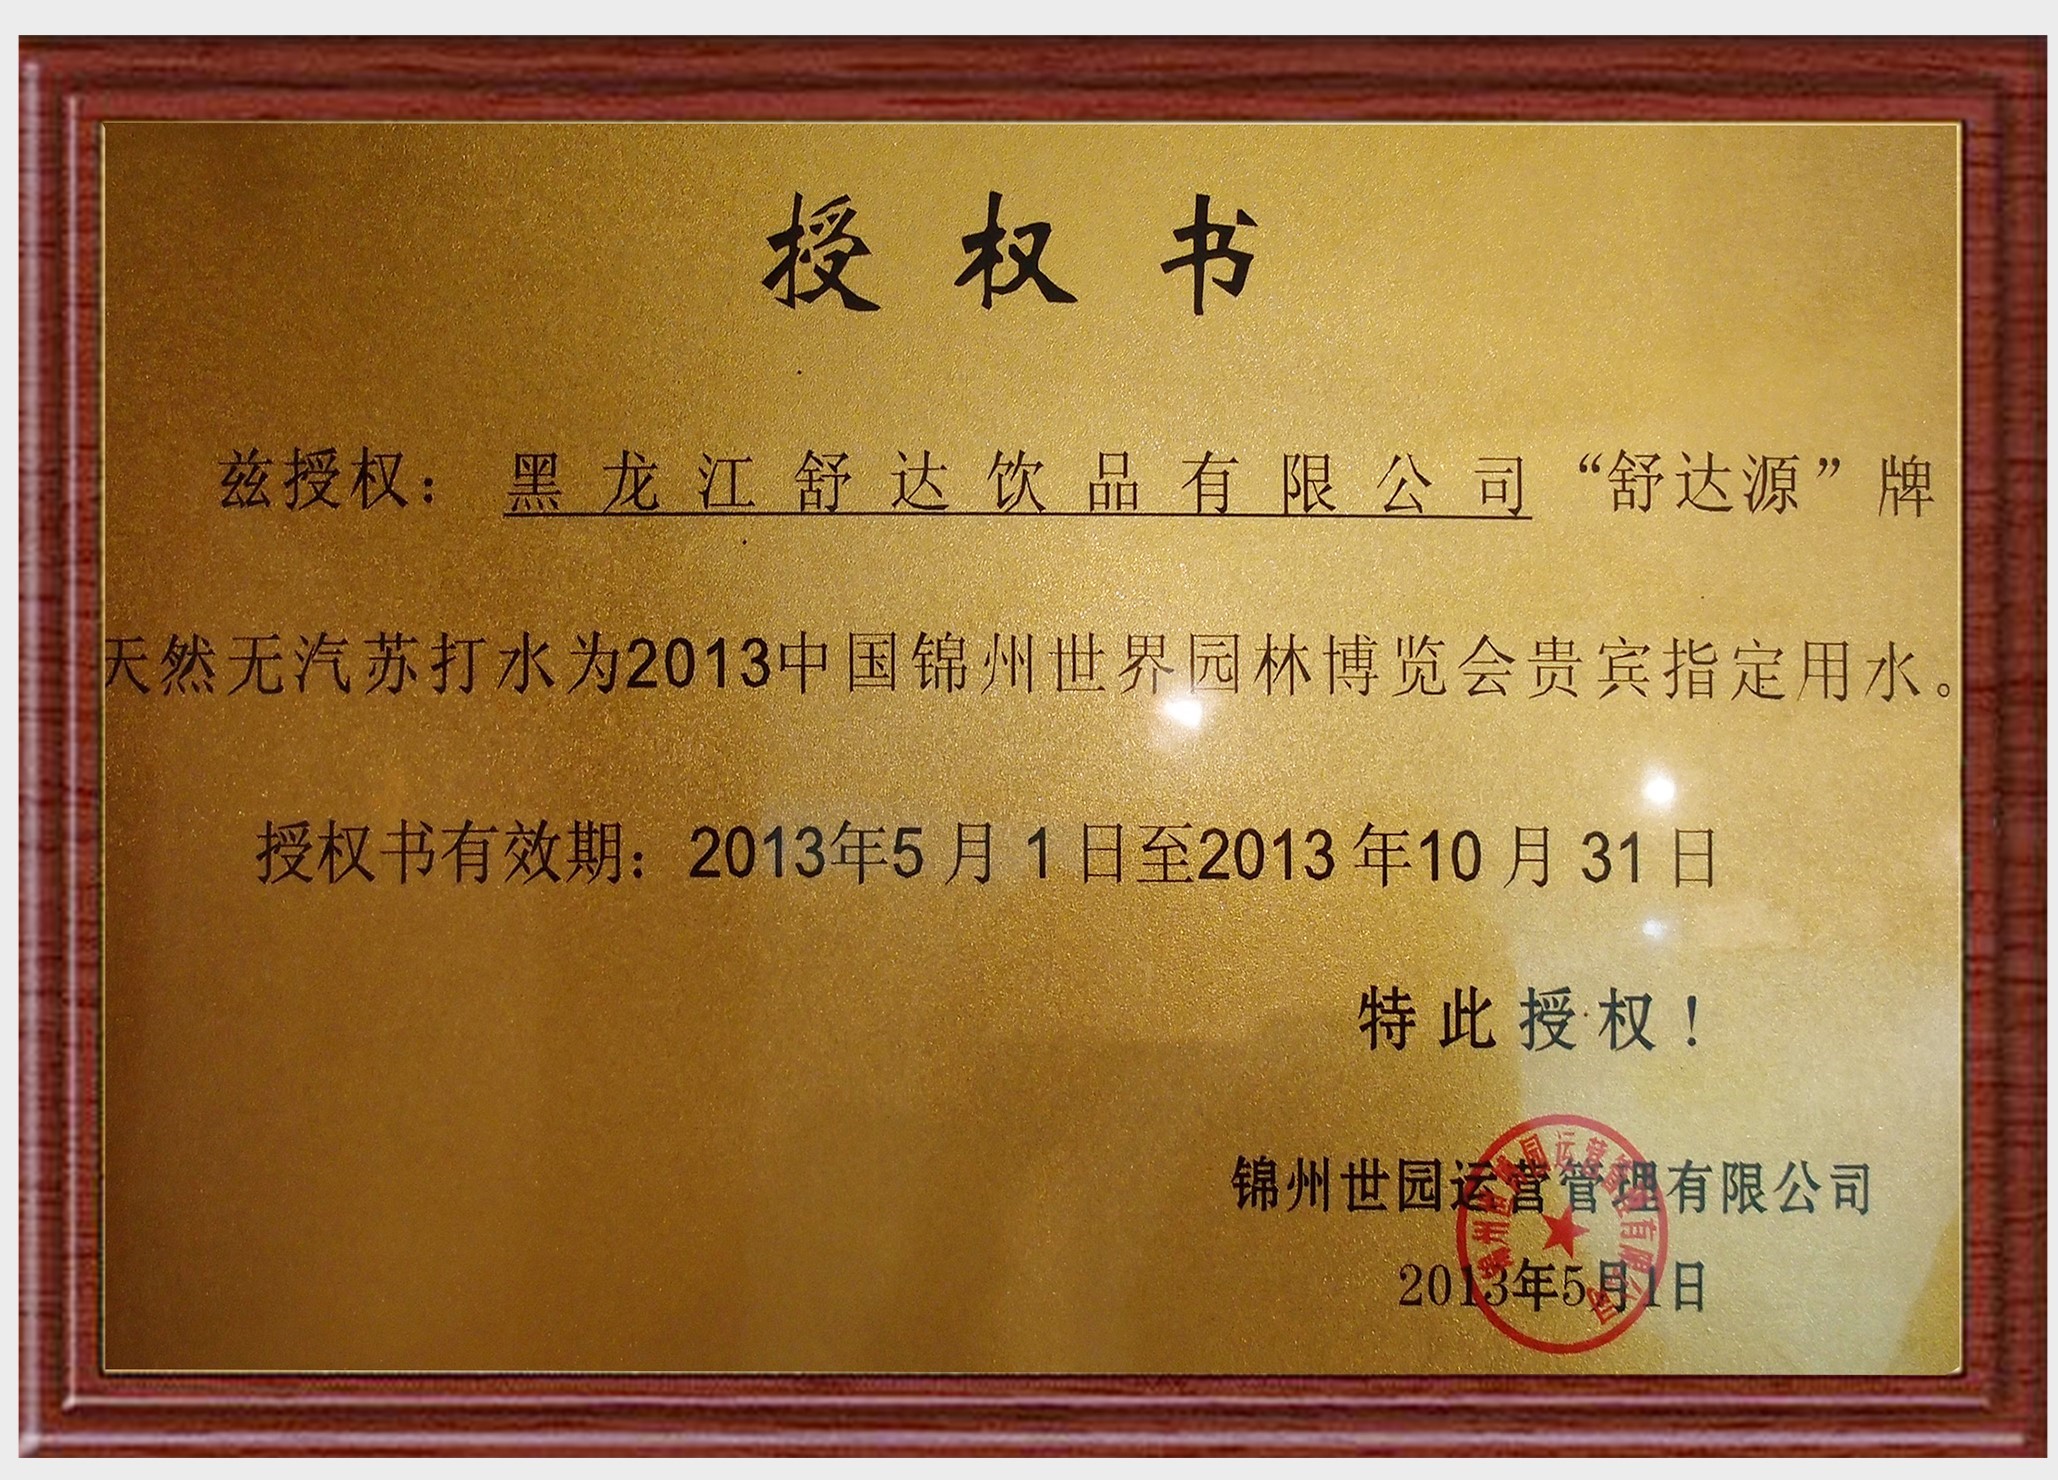 授权书
兹授权：黑龙江舒达饮品有限公司“舒达源”牌
天然无汽苏打水为2013中国锦州世界园林博览会贵宾指定用水。
授权书有效期：2013年5月1日至2013年10月31日
特此授权！
锦州世园运营管理有限公司
2013年5月1日